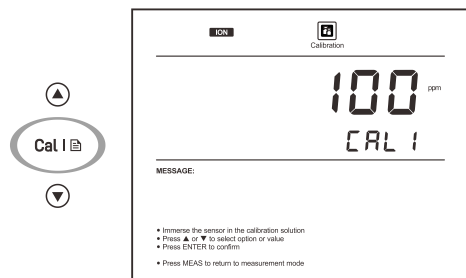 ION
Calibration
100 ppm
CAL 1
Cal
MESSAGE:
• Immerse the sensor in the calibration solution
• Press ▲ or ▼ to select option or value
• Press ENTER to confirm
• Press MEAS to return to measurement mode